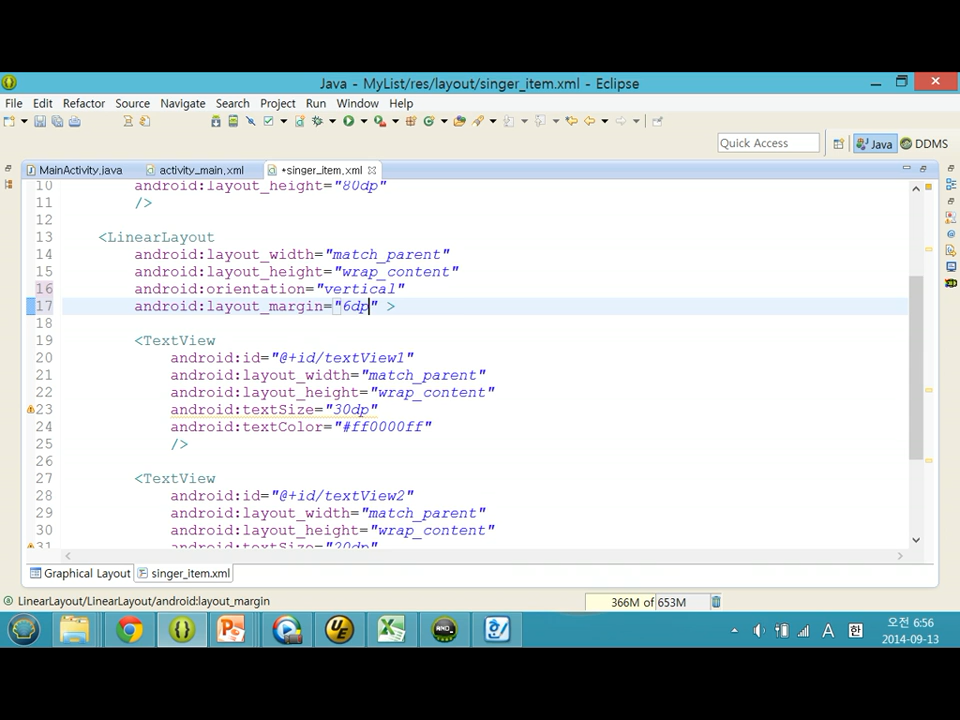 Java - MyList/res/layout/singer_item.xml - Eclipse
File Edit Refactor Source Navigate Search Project Run Window Help
Quick Access
Java
DDMS
MainActivity.java
activity_main.xml
*singer_item.xml
10 android:layout_height="80dp"
11 />
12
13 <LinearLayout
14 android:layout_width="match_parent"
15 android:layout_height="wrap_content"
16 android:orientation="vertical"
17 android:layout_margin="6dp" >
18
19 <TextView
20 android:id="@+id/textView1"
21 android:layout_width="match_parent"
22 android:layout_height="wrap_content"
23 android:textSize="30dp"
24 android:textColor="#ff0000ff"
25 />
26
27 <TextView
28 android:id="@+id/textView2"
29 android:layout_width="match_parent"
30 android:layout_height="wrap_content"
31 android:textSize="20dp"
Graphical Layout
singer_item.xml
LinearLayout/LinearLayout/android:layout_margin
366M of 653M
A
한
오전 6:56
2014-09-13